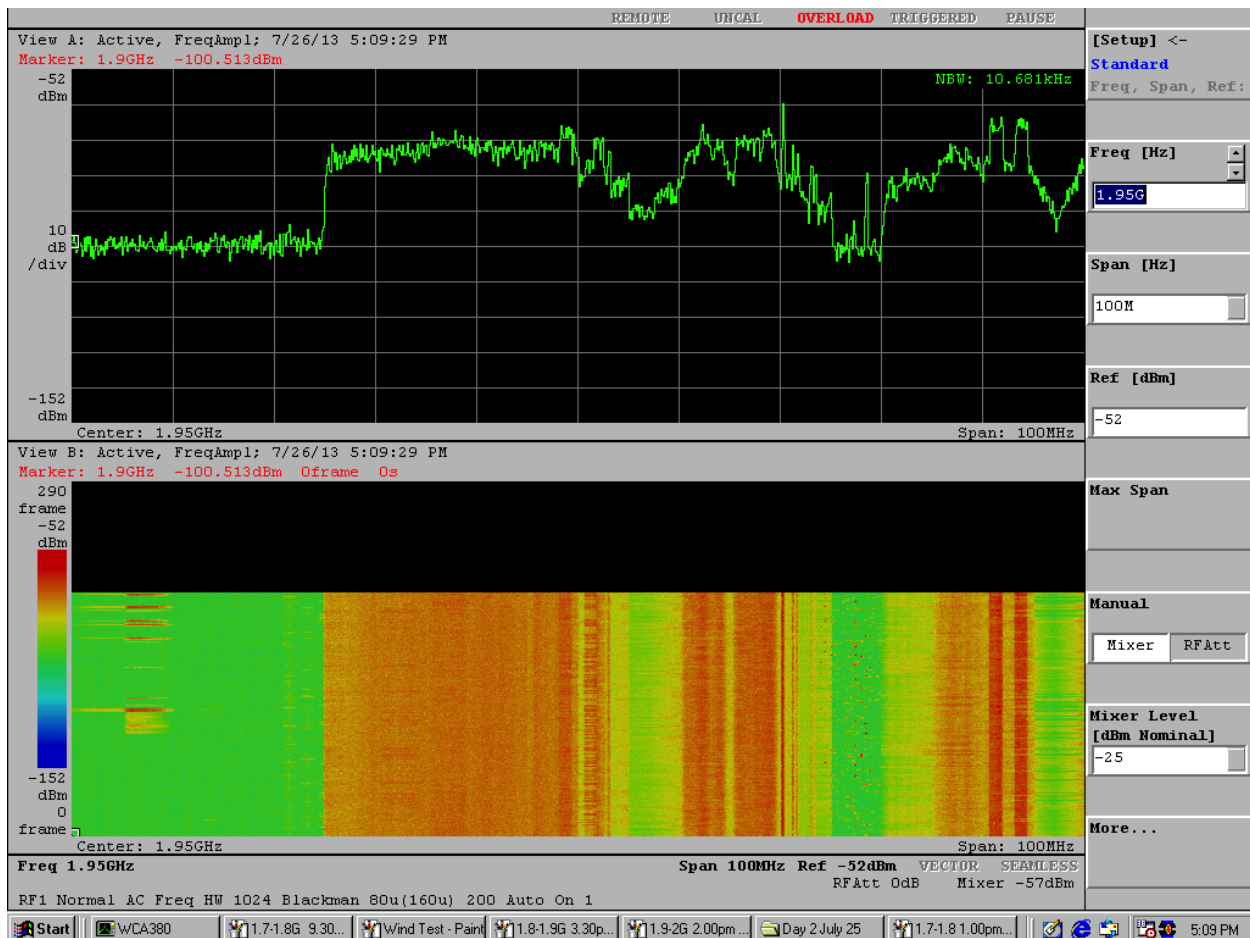 REMOTE UNCAL OVERLOAD TRIGGERED PAUSE
View A: Active, FreqAmpl; 7/26/13 5:09:29 PM
Marker: 1.9GHz -100.513dBm
-52
dBm
NBW: 10.681kHz
10
dB
/div
-152
dBm
Center: 1.95GHz Span: 100MHz
View B: Active, FreqAmpl; 7/26/13 5:09:29 PM
Marker: 1.9GHz -100.513dBm 0frame 0s
290
frame
-52
dBm
-152
dBm
0
frame
Center: 1.95GHz Span: 100MHz
Freq 1.95GHz Span 100MHz Ref -52dBm VECTOR SEAMLESS
RFAtt 0dB Mixer -57dBm
RF1 Normal AC Freq HW 1024 Blackman 80u(160u) 200 Auto On 1
[Setup] <-
Standard
Freq, Span, Ref:
Freq [Hz]
1.95G
Span [Hz]
100M
Ref [dBm]
-52
Max Span
Manual
Mixer RFAtt
Mixer Level
[dBm Nominal]
-25
More...
Start WCA380 1.7-1.8G 9.30... Wind Test - Paint 1.8-1.9G 3.30p... 1.9-2G 2.00pm ... Day 2 July 25 1.7-1.8 1.00pm... 5:09 PM